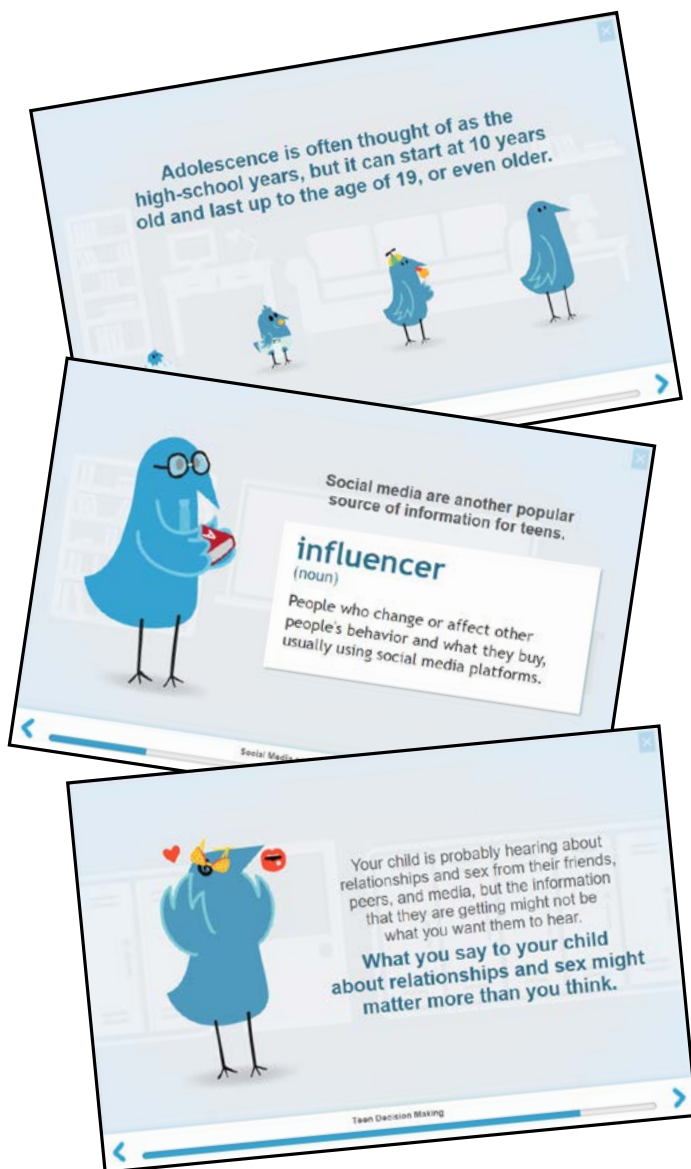 Adolescence is often thought of as the
high-school years, but it can start at 10 years
old and last up to the age of 19, or even older.
Social media are another popular
source of information for teens.
influencer
(noun)
People who change or affect other
people's behavior and what they buy,
usually using social media platforms.
Social Media
Your child is probably hearing about
relationships and sex from their friends,
peers, and media, but the information
that they are getting might not be
what you want them to hear.
What you say to your child
about relationships and sex might
matter more than you think.
Teen Decision Making